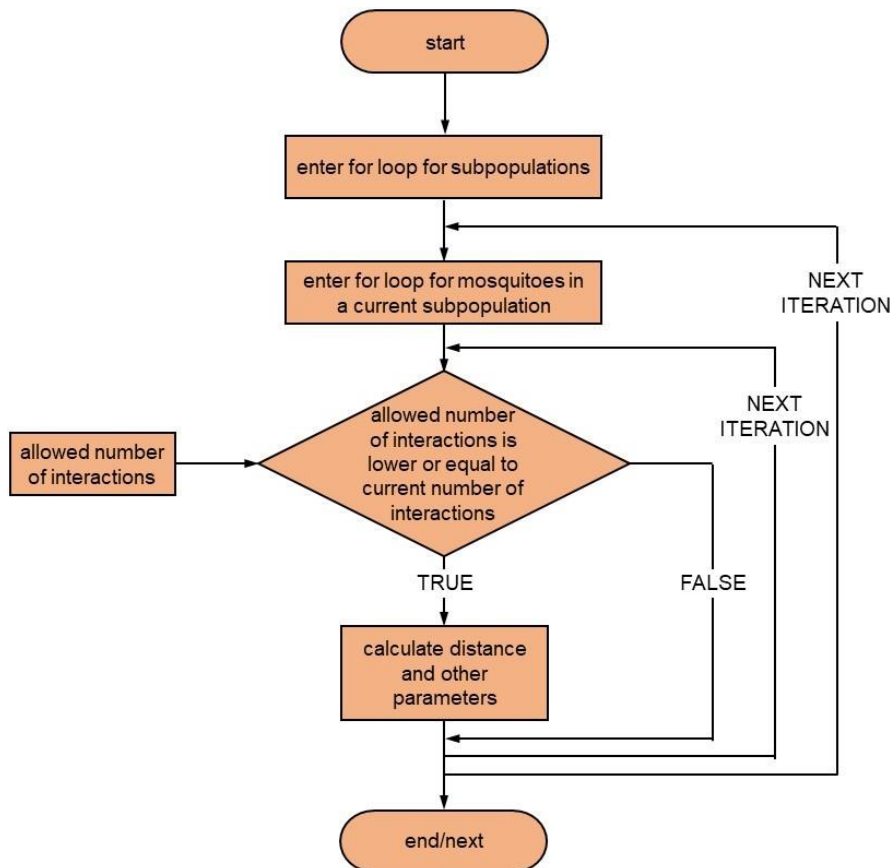 start
enter for loop for subpopulations
enter for loop for mosquitoes in
a current subpopulation
NEXT
ITERATION
NEXT
ITERATION
allowed number
of interactions
allowed number
of interactions is
lower or equal to
current number of
interactions
TRUE
FALSE
calculate distance
and other
parameters
end/next